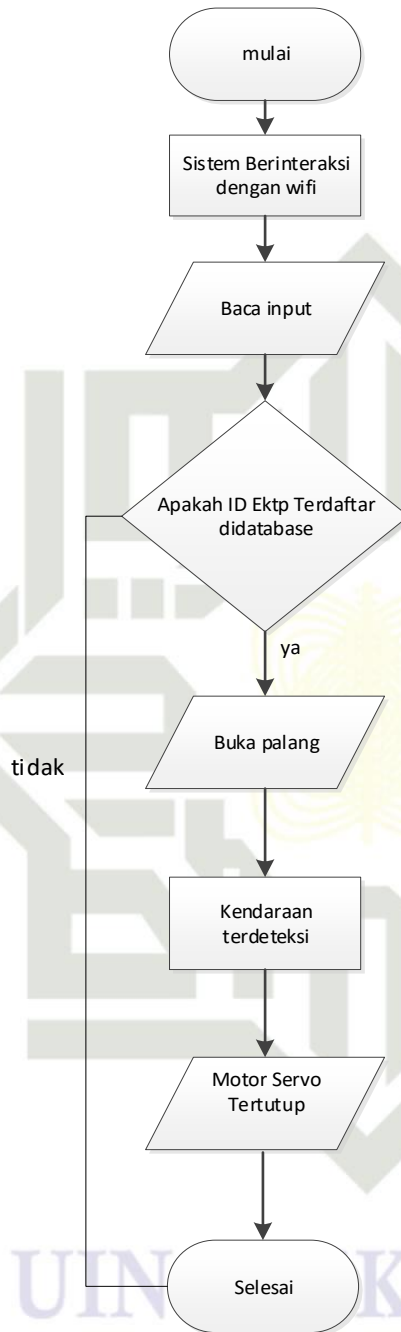 mulai
Sistem Berinteraksi
dengan wifi
Baca input
Apakah ID Ektp Terdaftar
didatabase
ya
Buka palang
tidak
Kendaraan
terdeteksi
Motor Servo
Tertutup
UIN
K
Selesai